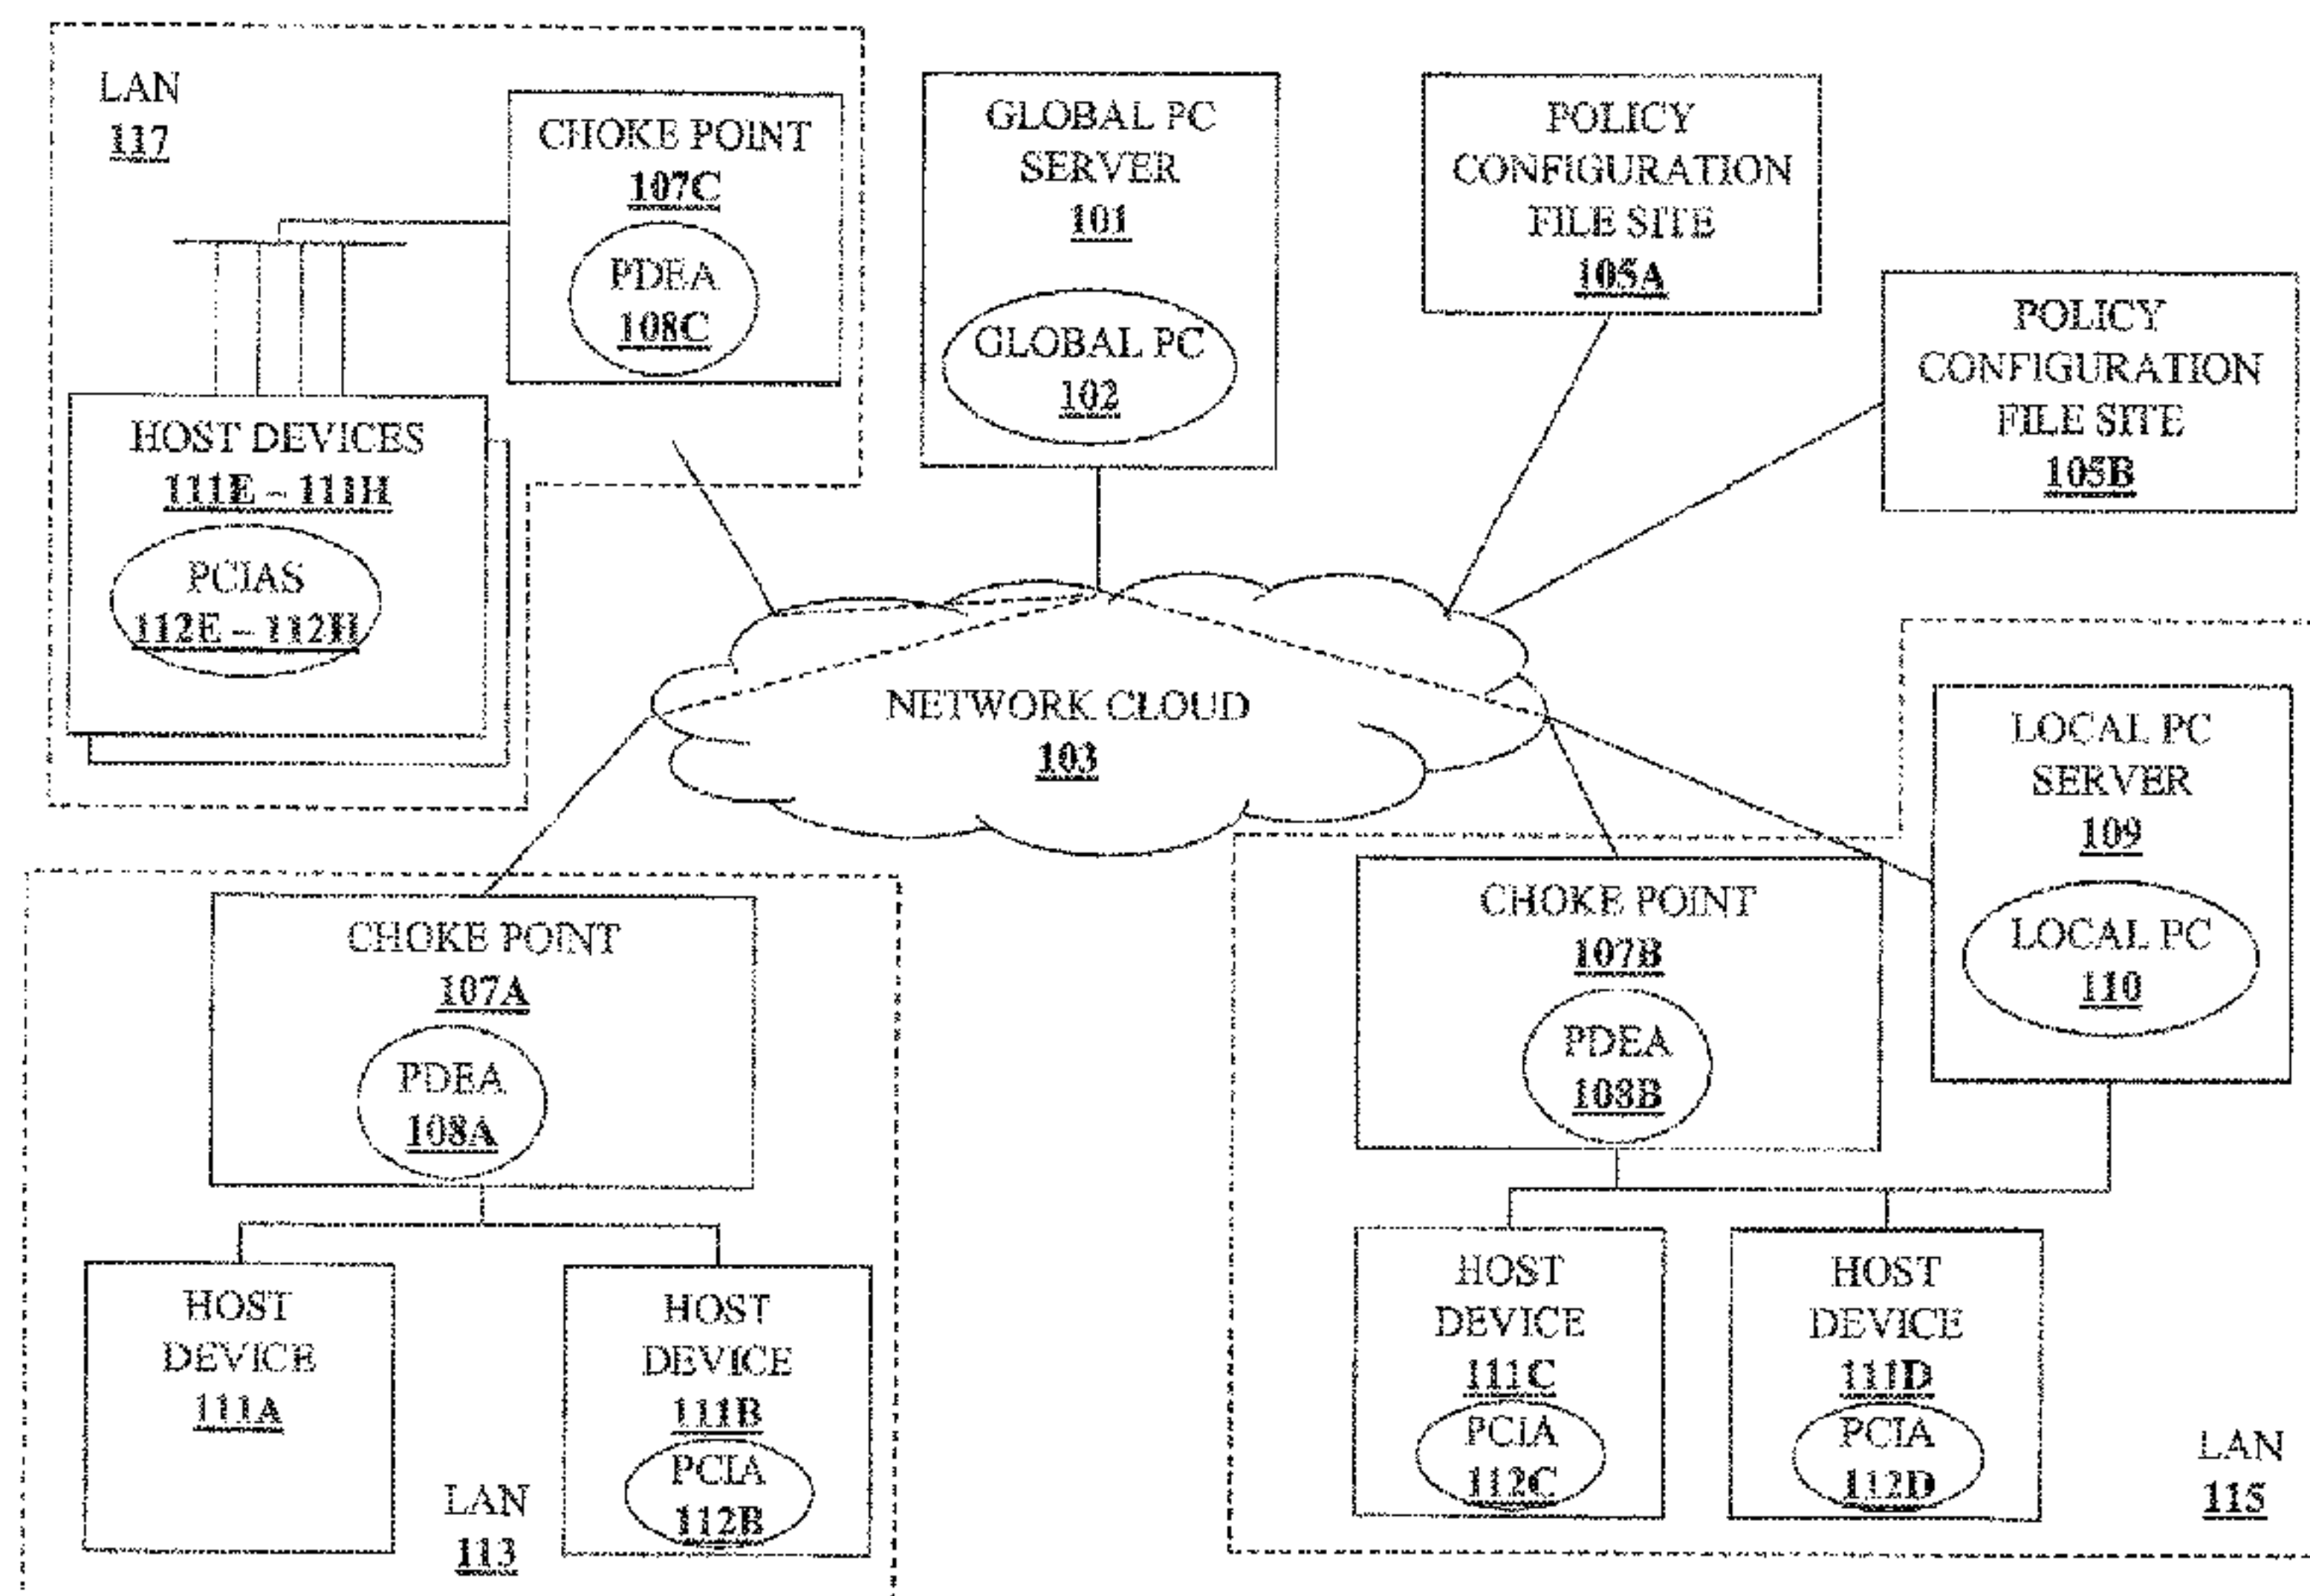 LAN
117
CHOKE POINT
107C
PDEA
108C
HOST DEVICES
111E – 111H
PCIAS
112E – 112H
GLOBAL PC
SERVER
101
GLOBAL PC
102
POLICY
CONFIGURATION
FILE SITE
105A
POLICY
CONFIGURATION
FILE SITE
105B
NETWORK CLOUD
103
LOCAL PC
SERVER
109
LOCAL PC
110
CHOKE POINT
107A
PDEA
108A
HOST
DEVICE
111A
HOST
DEVICE
111B
PCIA
112B
LAN
113
CHOKE POINT
107B
PDEA
108B
HOST
DEVICE
111C
PCIA
112C
HOST
DEVICE
111D
PCIA
112D
LAN
115